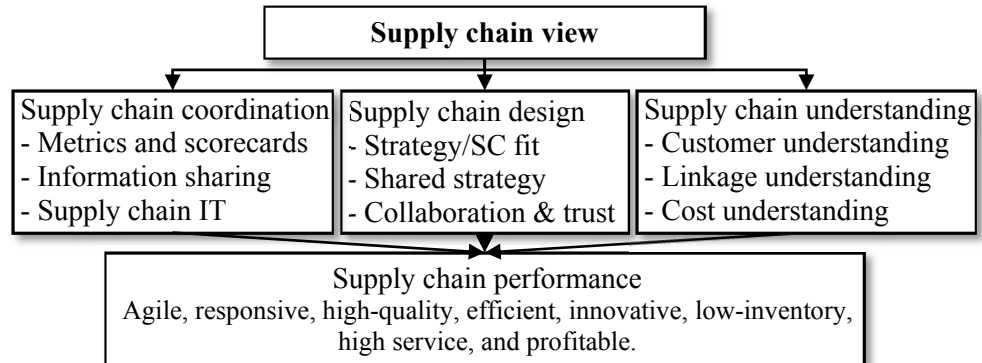 Supply chain view
Supply chain coordination
- Metrics and scorecards
- Information sharing
- Supply chain IT
Supply chain design
- Strategy/SC fit
- Shared strategy
- Collaboration & trust
Supply chain understanding
- Customer understanding
- Linkage understanding
- Cost understanding
Supply chain performance
Agile, responsive, high-quality, efficient, innovative, low-inventory,
high service, and profitable.